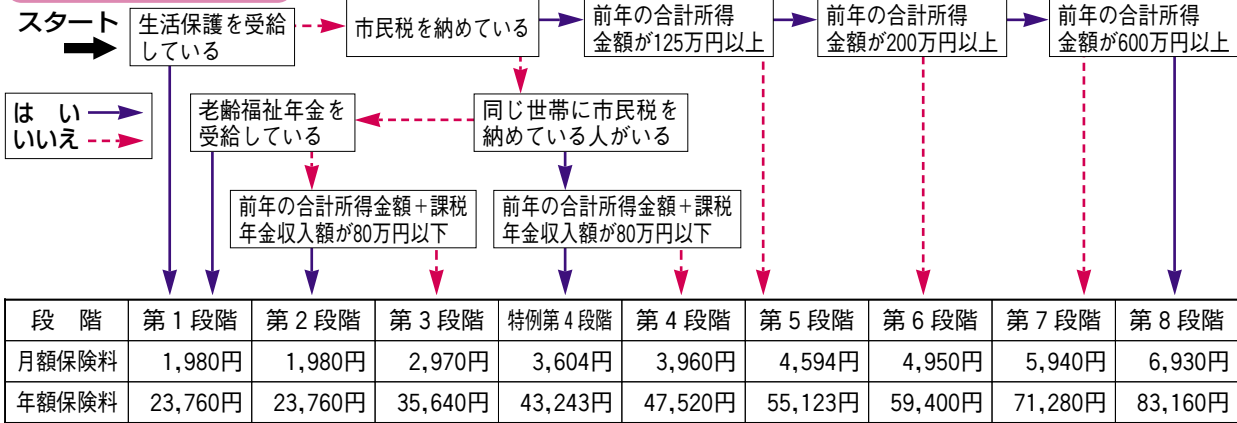 スタート
生活保護を受給
している
市民税を納めている
前年の合計所得
金額が125万円以上
前年の合計所得
金額が200万円以上
前年の合計所得
金額が600万円以上
はい
いいえ
老齢福祉年金を
受給している
同じ世帯に市民税を
納めている人がいる
前年の合計所得金額+課税
年金収入額が80万円以下
前年の合計所得金額+課税
年金収入額が80万円以下
段階 第1段階 第2段階 第3段階 特例第4段階 第4段階 第5段階 第6段階 第7段階 第8段階
月額保険料 1,980円 1,980円 2,970円 3,604円 3,960円 4,594円 4,950円 5,940円 6,930円
年額保険料 23,760円 23,760円 35,640円 43,243円 47,520円 55,123円 59,400円 71,280円 83,160円